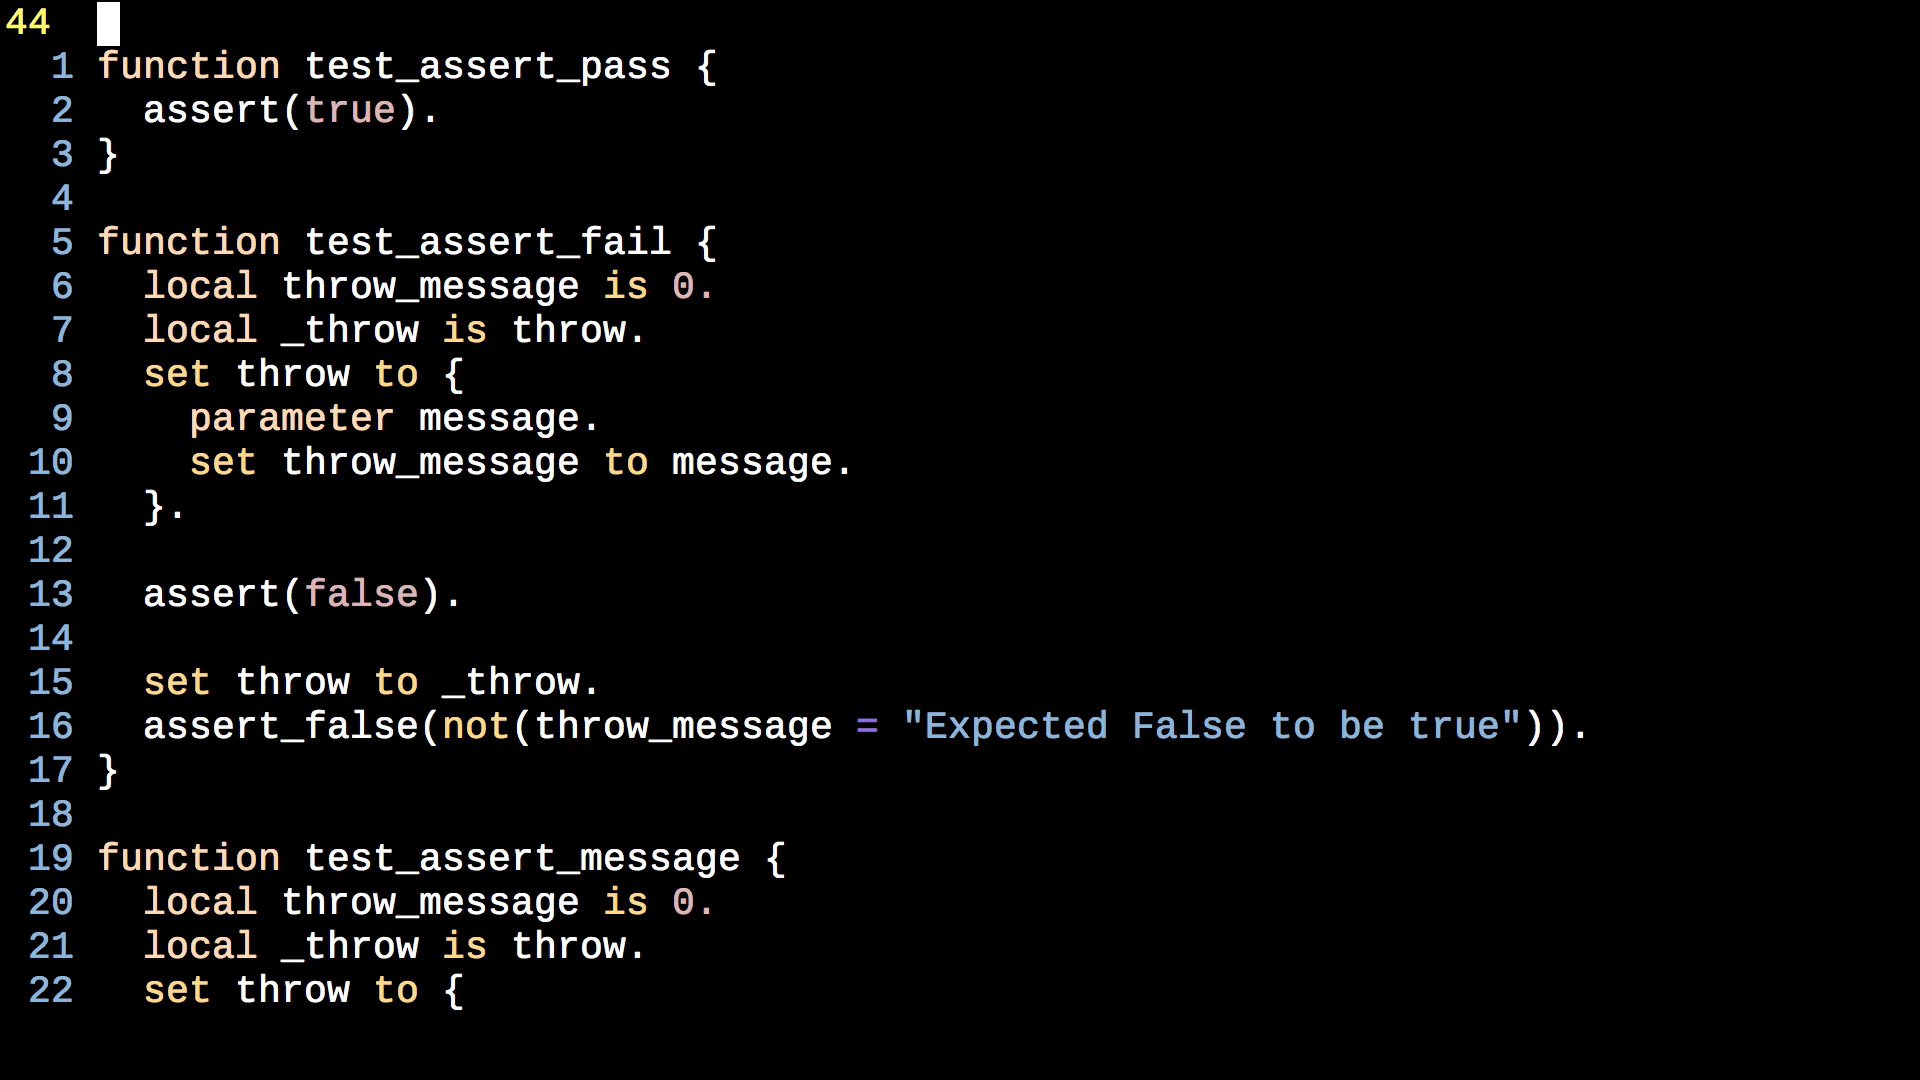 44
1 function test_assert_pass {
2   assert(true).
3 }
4
5 function test_assert_fail {
6   local throw_message is 0.
7   local _throw is throw.
8   set throw to {
9     parameter message.
10     set throw_message to message.
11   }.
12
13   assert(false).
14
15   set throw to _throw.
16   assert_false(not(throw_message = "Expected False to be true")).
17 }
18
19 function test_assert_message {
20   local throw_message is 0.
21   local _throw is throw.
22   set throw to {